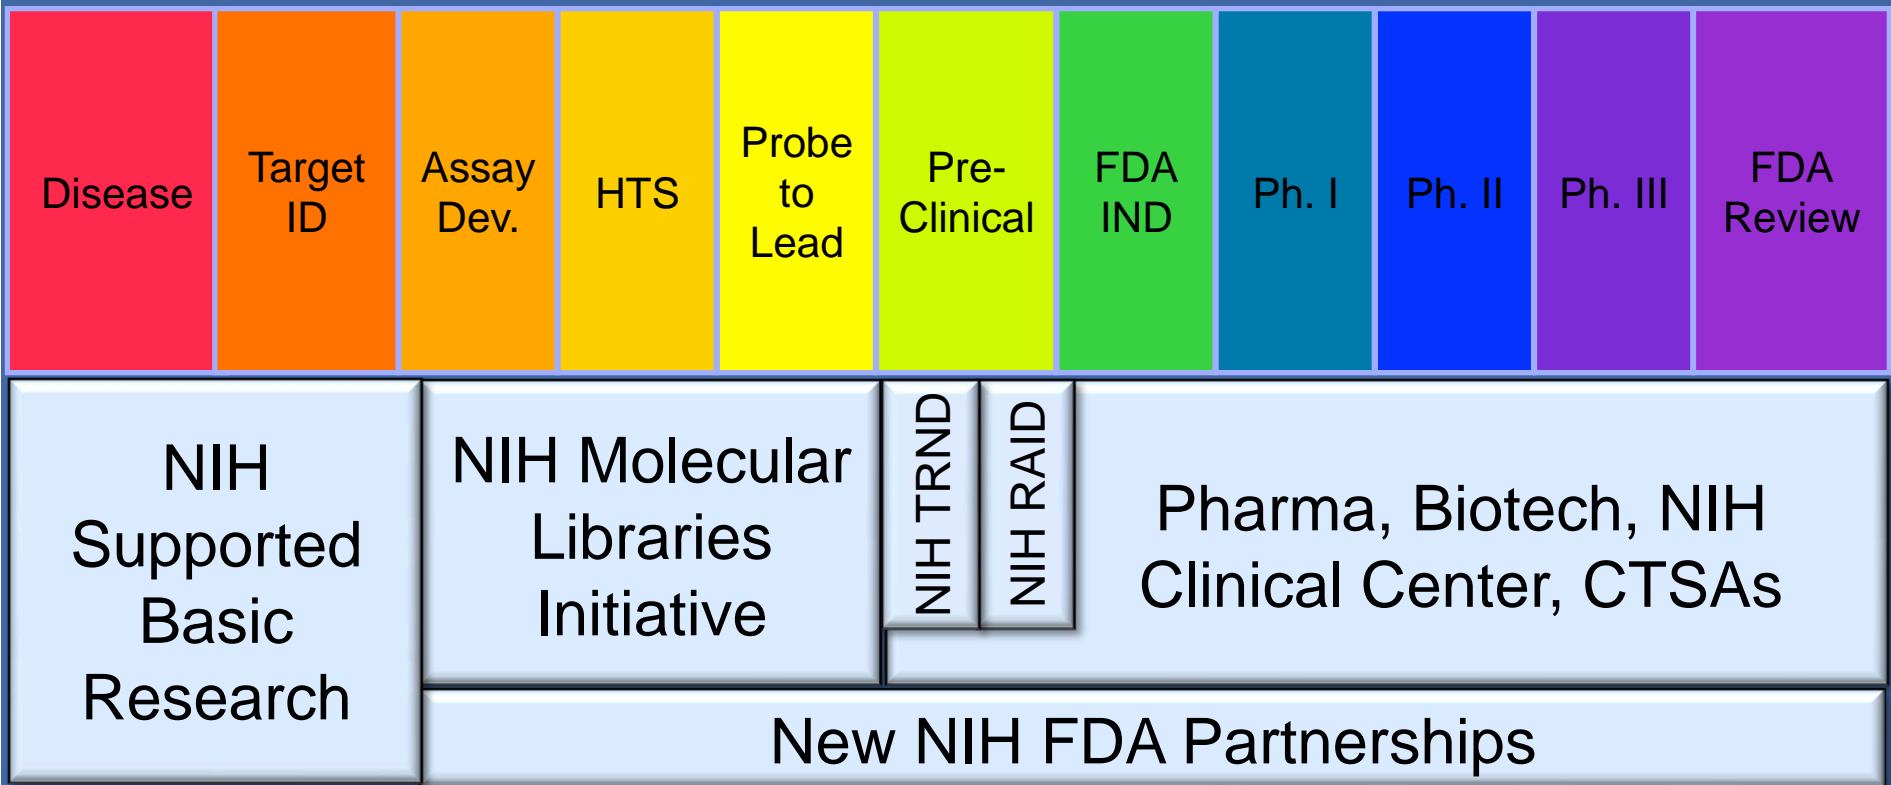 Disease
Target
ID
Assay
Dev.
HTS
Probe
to
Lead
Pre-
Clinical
FDA
IND
Ph. I
Ph. II
Ph. III
FDA
Review
NIH
Supported
Basic
Research
NIH Molecular
Libraries
Initiative
NIH TRND
NIH RAID
Pharma, Biotech, NIH
Clinical Center, CTSAs
New NIH FDA Partnerships